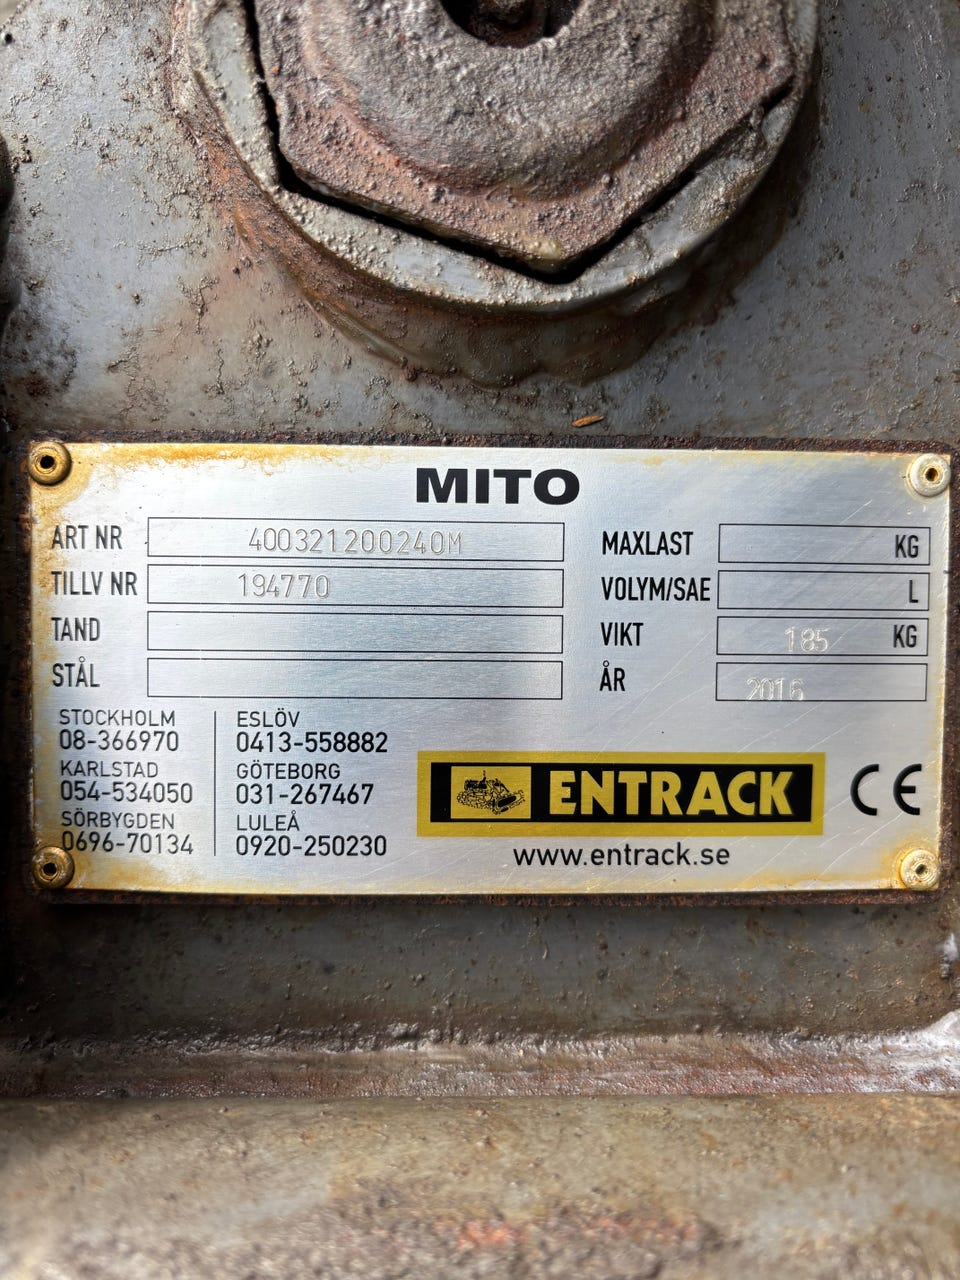 MITO
ART NR 400321200240M
TILLV NR 194770
TAND
STÅL
MAXLAST KG
VOLYM/SAE L
VIKT 185 KG
ÅR 2016
STOCKHOLM
08-366970
KARLSTAD
054-534050
SÖRBYGDEN
0696-70134
ESLÖV
0413-558882
GÖTEBORG
031-267467
LULEÅ
0920-250230
ENTRACK
CE
www.entrack.se